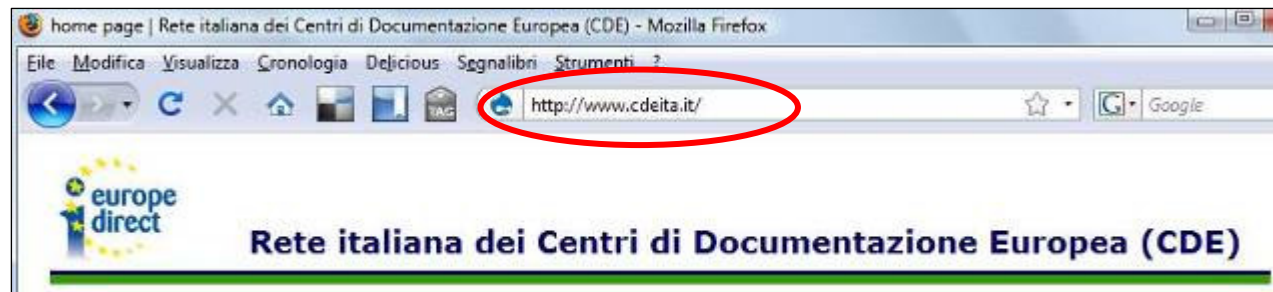 home page | Rete italiana dei Centri di Documentazione Europea (CDE) - Mozilla Firefox
File Modifica Visualizza Cronologia Delicious Segnalibri Strumenti ?
TAG http://www.cdeita.it/ G Google
europe
direct
Rete italiana dei Centri di Documentazione Europea (CDE)